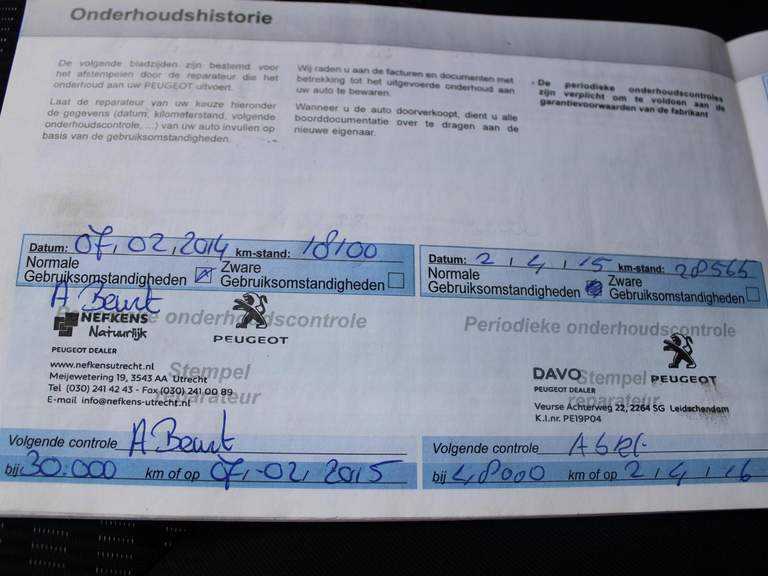 Onderhoudshistorie
De volgende bladzijden zijn bestemd voor
het afstempelen door de reparateur die het
onderhoud aan uw PEUGEOT uitvoert.
Laat de reparateur van uw keuze hieronder
de gegevens (datum, kilometerstand, volgende
onderhoudscontrole, ...) van uw auto invullen op
basis van de gebruiksomstandigheden.
Wij raden u aan de facturen en documenten met
betrekking tot het uitgevoerde onderhoud aan
uw auto te bewaren.
Wanneer u de auto doorverkoopt, dient u alle
boorddocumentatie over te dragen aan de
nieuwe eigenaar.
- De periodieke onderhoudscontroles
zijn verplicht om te voldoen aan de
garantievoorwaarden van de fabrikant
Datum: 07, 02, 2014 km-stand: 18100
Normale
Gebruiksomstandigheden
Zware
Gebruiksomstandigheden
A Beurt
Periodieke onderhoudscontrole
NEFKENS
Natuurlijk
PEUGEOT
PEUGEOT DEALER
www.nefkensutrecht.nl
Meijewetering 19, 3543 AA Utrecht
Tel (030) 241 42 43 - Fax (030) 241 00 89
E-mail info@nefkens-utrecht.nl
Stempel
reparateur
Volgende controle A Beurt
bij 30.000 km of op 07,-02, 2015
Datum: 2, 4, 15 km-stand: 28565
Normale
Gebruiksomstandigheden
Zware
Gebruiksomstandigheden
Periodieke onderhoudscontrole
DAVO
PEUGEOT DEALER
PEUGEOT
Stempel
reparateur
Veurse Achterweg 22, 2264 SG Leidschendam
K.l.nr. PE19P04
Volgende controle
bij 48000 km of op 2, 4, 16